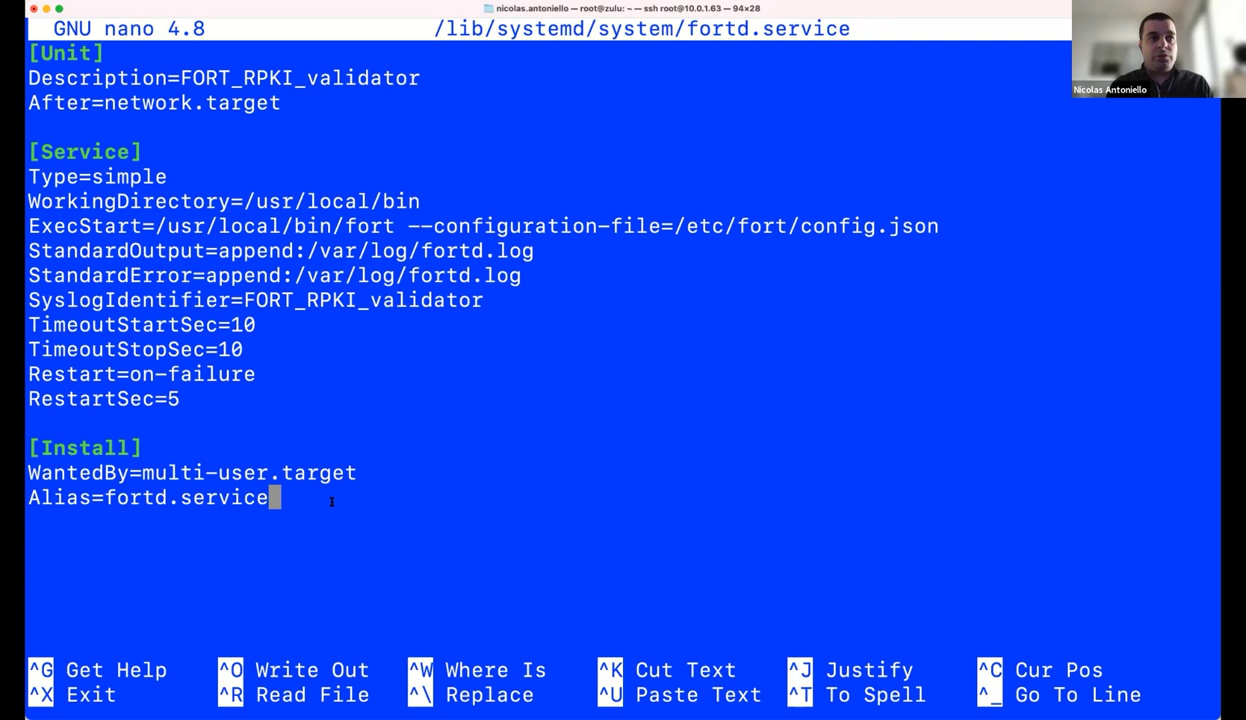 nicolas.antoniello — root@zulu: ~ — ssh root@10.0.1.63 — 94×28
GNU nano 4.8 /lib/systemd/system/fortd.service
Nicolas Antoniello
[Unit]
Description=FORT_RPKI_validator
After=network.target
[Service]
Type=simple
WorkingDirectory=/usr/local/bin
ExecStart=/usr/local/bin/fort --configuration-file=/etc/fort/config.json
StandardOutput=append:/var/log/fortd.log
StandardError=append:/var/log/fortd.log
SyslogIdentifier=FORT_RPKI_validator
TimeoutStartSec=10
TimeoutStopSec=10
Restart=on-failure
RestartSec=5
[Install]
WantedBy=multi-user.target
Alias=fortd.service
^G Get Help ^O Write Out ^W Where Is ^K Cut Text ^J Justify ^C Cur Pos
^X Exit ^R Read File ^\ Replace ^U Paste Text ^T To Spell ^_ Go To Line